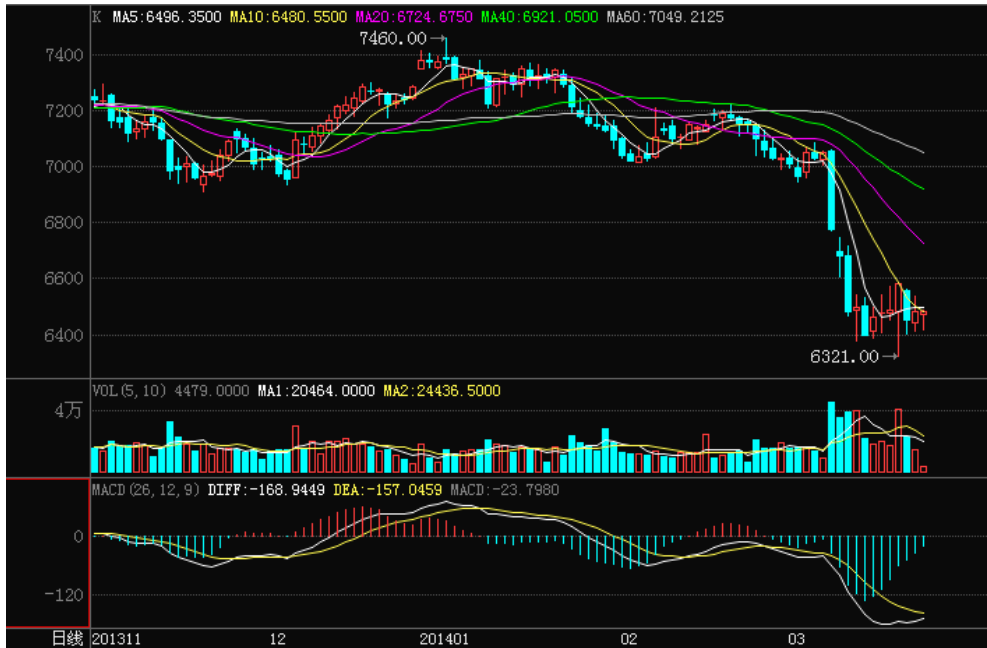 K MA5:6496.3500 MA10:6480.5500 MA20:6724.6750 MA40:6921.0500 MA60:7049.2125
7460.00→
7400
7200
7000
6800
6600
6400
6321.00→
VOL(5,10) 4479.0000 MA1:20464.0000 MA2:24436.5000
4万
MACD(26,12,9) DIFF:-168.9449 DEA:-157.0459 MACD:-23.7980
0
-120
日线 201311 12 201401 02 03